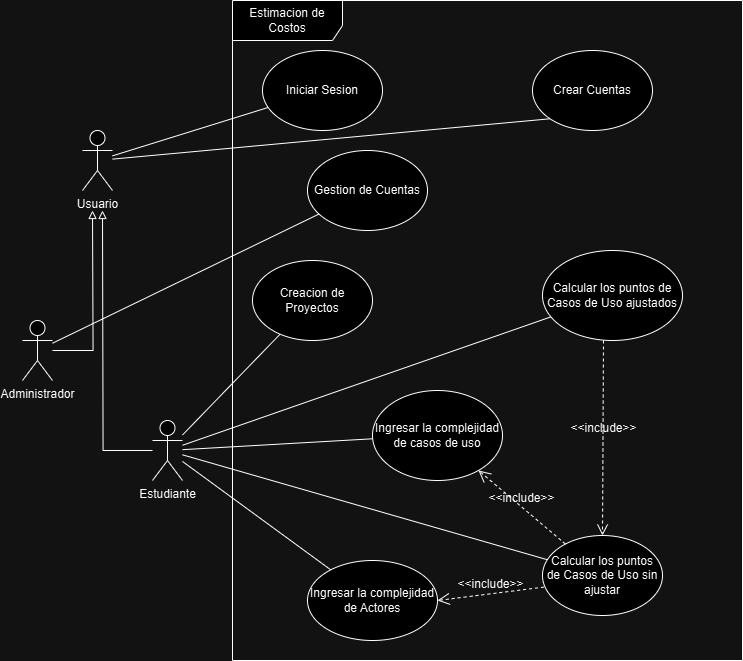 Estimacion de
Costos
Iniciar Sesion
Crear Cuentas
Usuario
Gestion de Cuentas
Creacion de
Proyectos
Calcular los puntos de
Casos de Uso ajustados
Administrador
Ingresar la complejidad
de casos de uso
<<include>>
Estudiante
<<include>>
Calcular los puntos
de Casos de Uso sin
ajustar
<<include>>
Ingresar la complejidad
de Actores